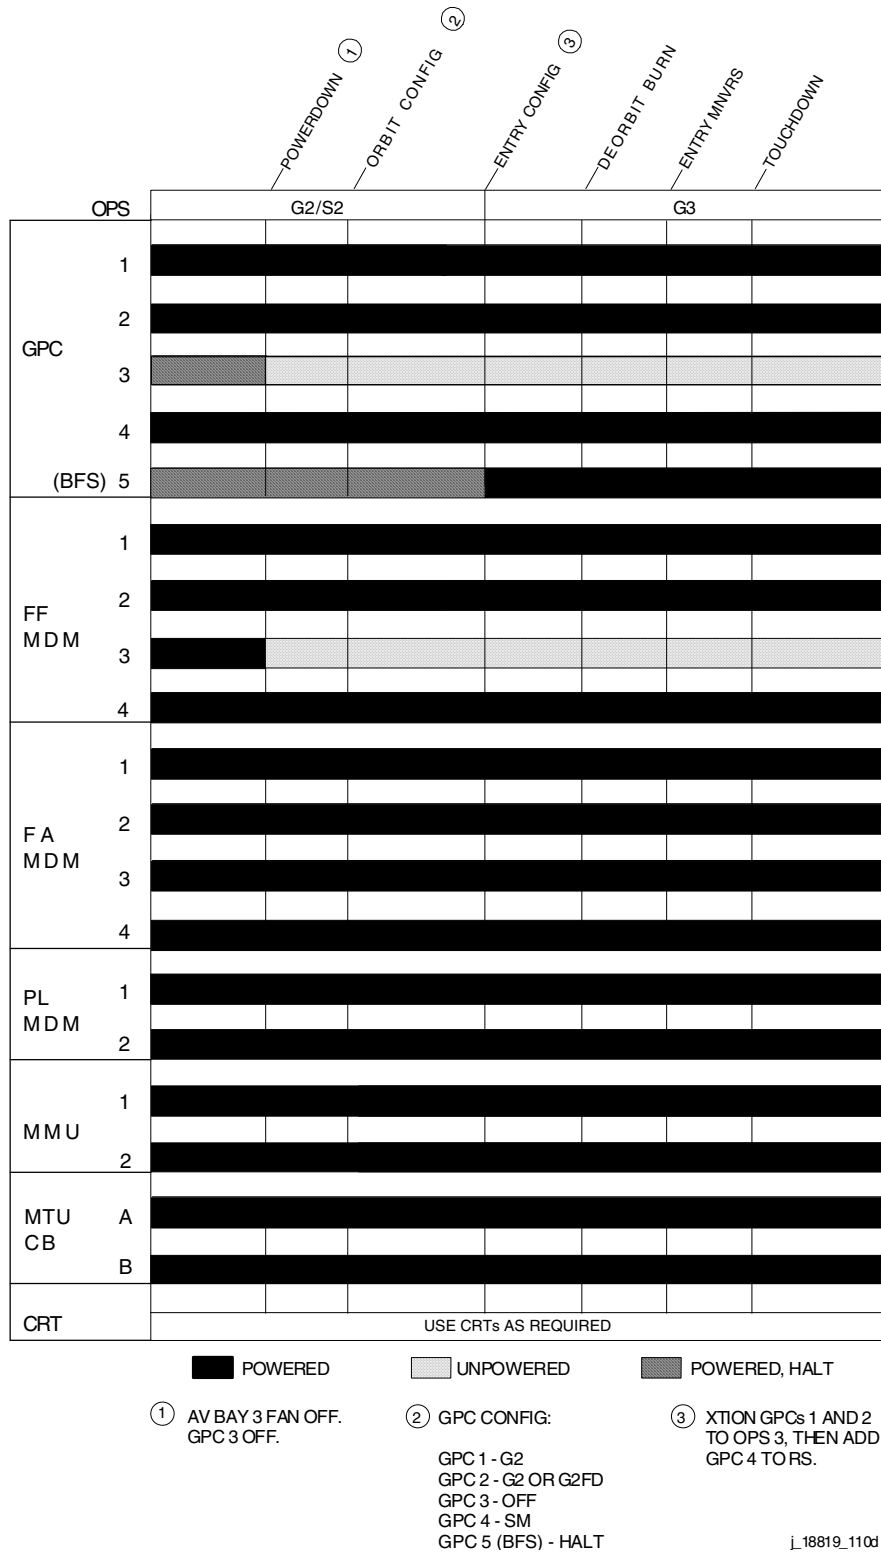 POWERDOWN 1
ORBIT CONFIG 2
ENTRY CONFIG 3
DEORBIT BURN
ENTRY MNVRS
TOUCHDOWN
OPS G2/S2 G3
GPC
1
2
3
4
(BFS) 5
FF
MDM
1
2
3
4
FA
MDM
1
2
3
4
PL
MDM
1
2
MMU
1
2
MTU
CB
A
B
CRT USE CRTs AS REQUIRED
POWERED UNPOWERED POWERED, HALT
1 AV BAY 3 FAN OFF.
GPC 3 OFF.
2 GPC CONFIG:
GPC 1 - G2
GPC 2 - G2 OR G2FD
GPC 3 - OFF
GPC 4 - SM
GPC 5 (BFS) - HALT
3 XTION GPCs 1 AND 2
TO OPS 3, THEN ADD
GPC 4 TO RS.
j_18819_110d